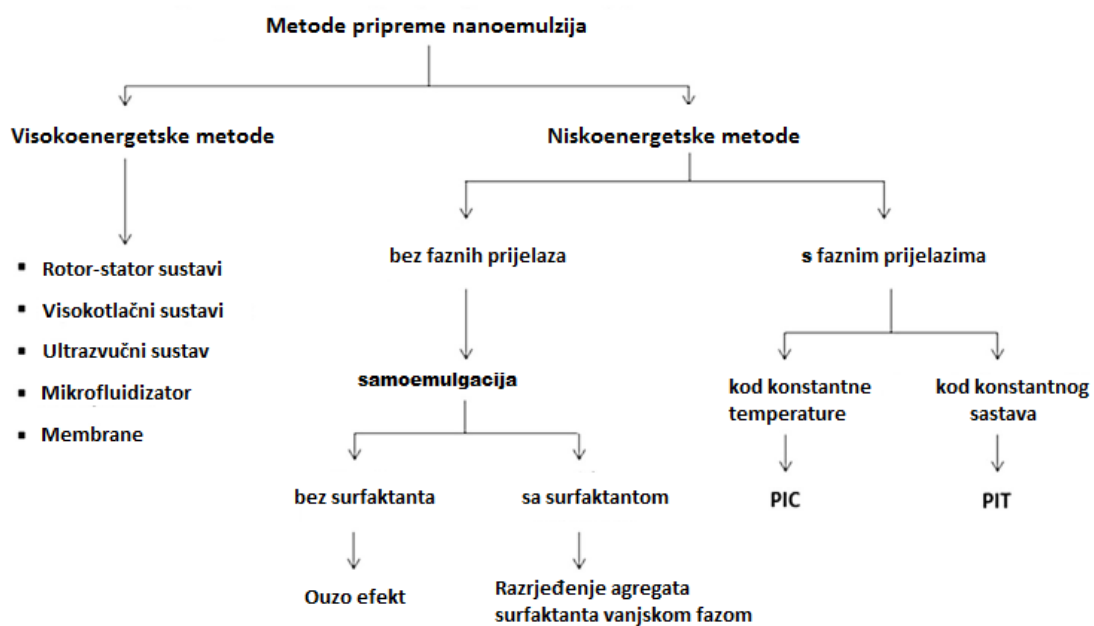 Metode pripreme nanoemulzija
Visokoenergetske metode
Niskoenergetske metode
▪ Rotor-stator sustavi
▪ Visokotlačni sustavi
▪ Ultrazvučni sustav
▪ Mikrofluidizator
▪ Membrane
bez faznih prijelaza
s faznim prijelazima
samoemulgacija
kod konstantne
temperature
kod konstantnog
sastava
bez surfaktanta
sa surfaktantom
PIC
PIT
Ouzo efekt
Razrjeđenje agregata
surfaktanta vanjskom fazom